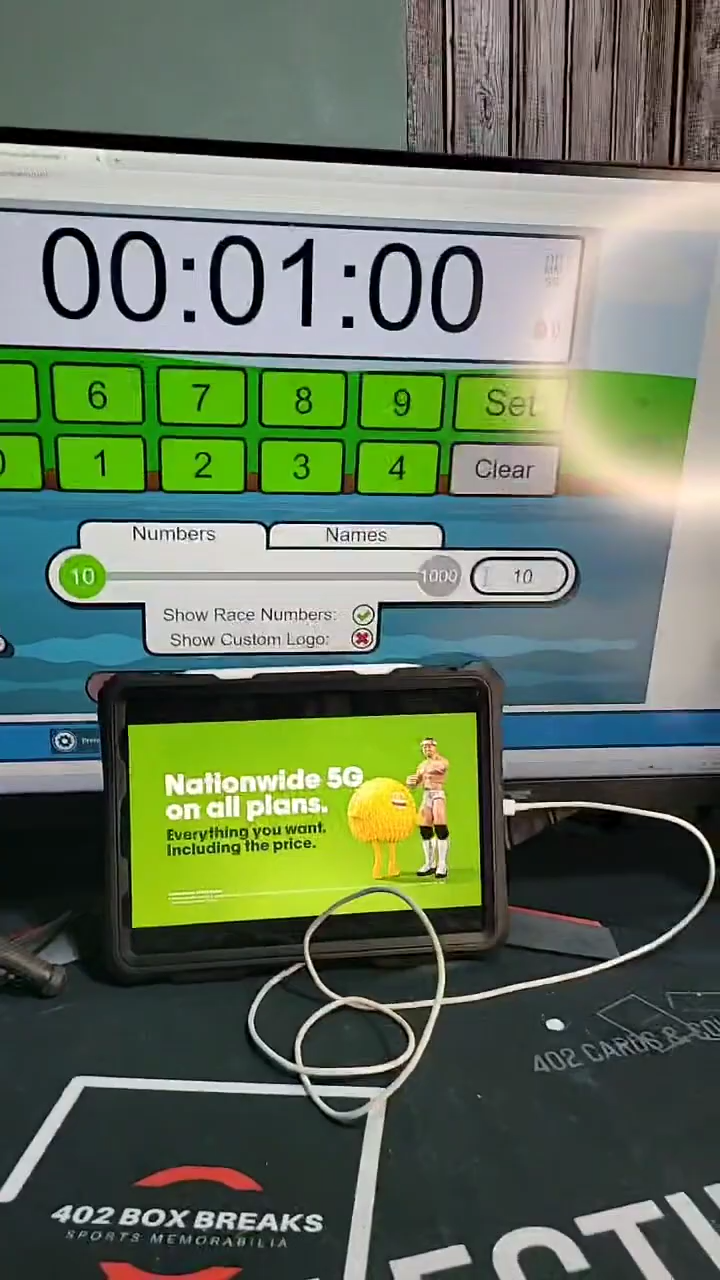 00:01:00
6
7
8
9
Set
1
2
3
4
Clear
Numbers
Names
10
1000
10
Show Race Numbers:
Show Custom Logo:
Nationwide 5G
on all plans.
Everything you want.
Including the price.
402 CARDS &
402 BOX BREAKS
SPORTS MEMORABILIA